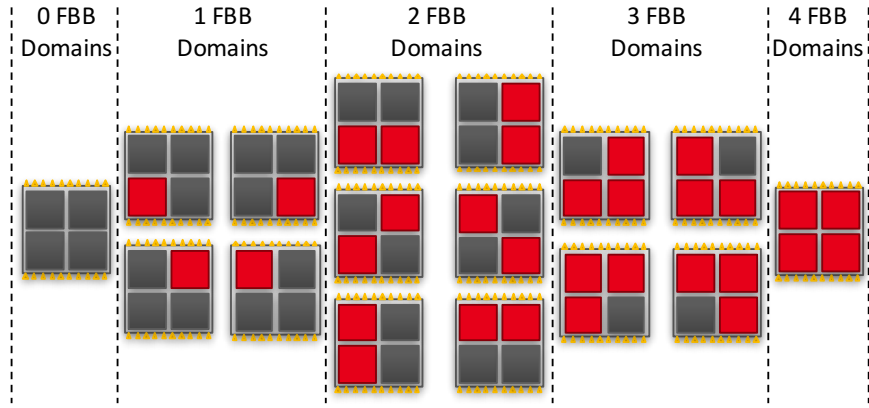 0 FBB
Domains
1 FBB
Domains
2 FBB
Domains
3 FBB
Domains
4 FBB
Domains